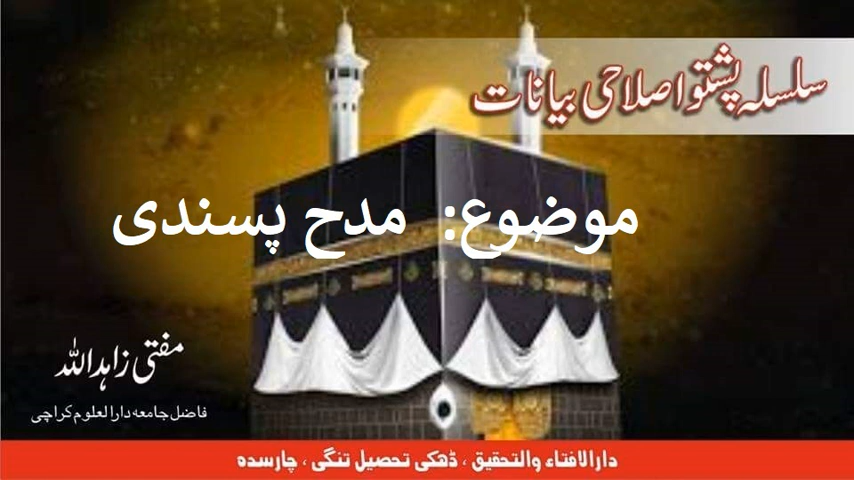 سلسلہ پشتو اصلاحی بیانات
موضوع: مدح پسندی
مفتی زاہد اللہ
فاضل جامعہ دارالعلوم کراچی
دارالافتاء والتحقیق ، ڈھکی تحصیل تنگی ، چارسدہ